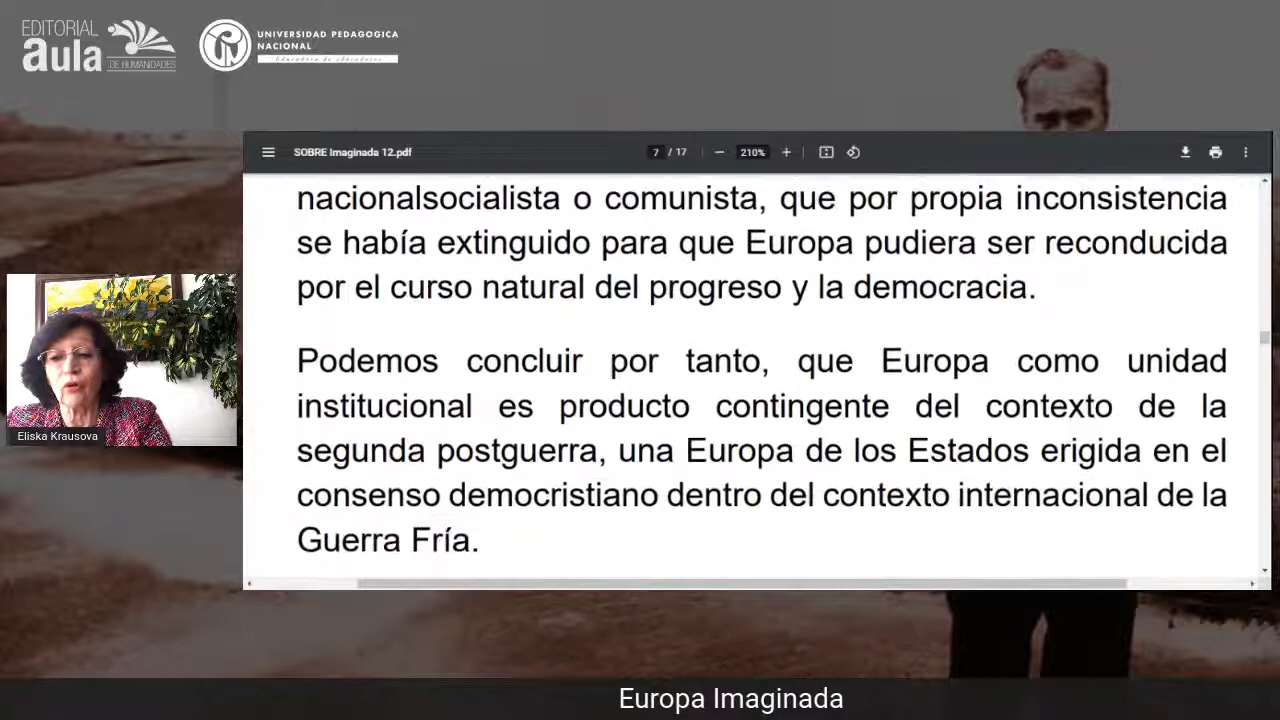 EDITORIAL
aula
DE HUMANIDADES
UNIVERSIDAD PEDAGOGICA
NACIONAL
Educadora de educadores
SOBRE Imaginada 12.pdf
7 / 17
210%
nacionalsocialista o comunista, que por propia inconsistencia
se había extinguido para que Europa pudiera ser reconducida
por el curso natural del progreso y la democracia.
Podemos concluir por tanto, que Europa como unidad
institucional es producto contingente del contexto de la
segunda postguerra, una Europa de los Estados erigida en el
consenso democristiano dentro del contexto internacional de la
Guerra Fría.
Eliska Krausova
Europa Imaginada